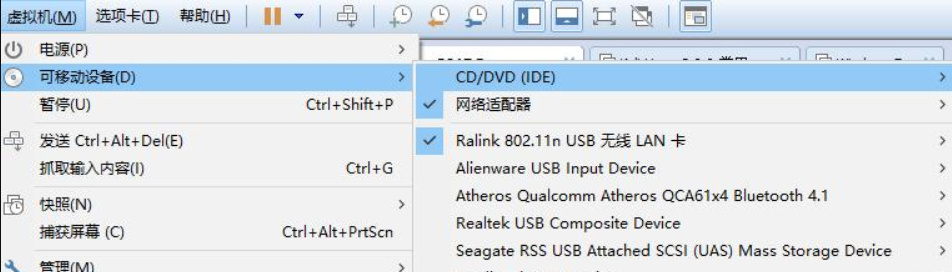 虚拟机(M) 选项卡(T) 帮助(H)
电源(P)
可移动设备(D)
暂停(U) Ctrl+Shift+P
发送 Ctrl+Alt+Del(E)
抓取输入内容(I) Ctrl+G
快照(N)
捕获屏幕 (C) Ctrl+Alt+PrtScn
管理(M)
CD/DVD (IDE)
网络适配器
Ralink 802.11n USB 无线 LAN 卡
Alienware USB Input Device
Atheros Qualcomm Atheros QCA61x4 Bluetooth 4.1
Realtek USB Composite Device
Seagate RSS USB Attached SCSI (UAS) Mass Storage Device